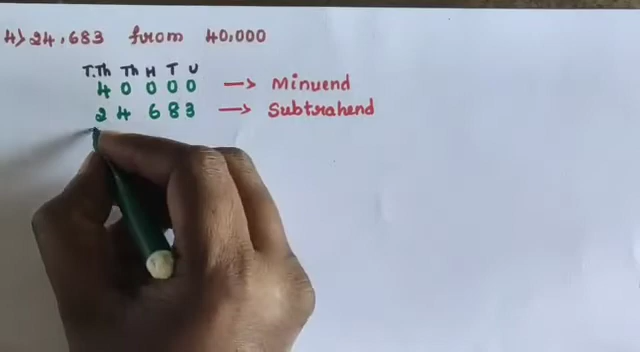 4) 24,683 from 40,000
T.Th Th H T U
4 0 0 0 0 —> Minuend
2 4 6 8 3 —> Subtrahend